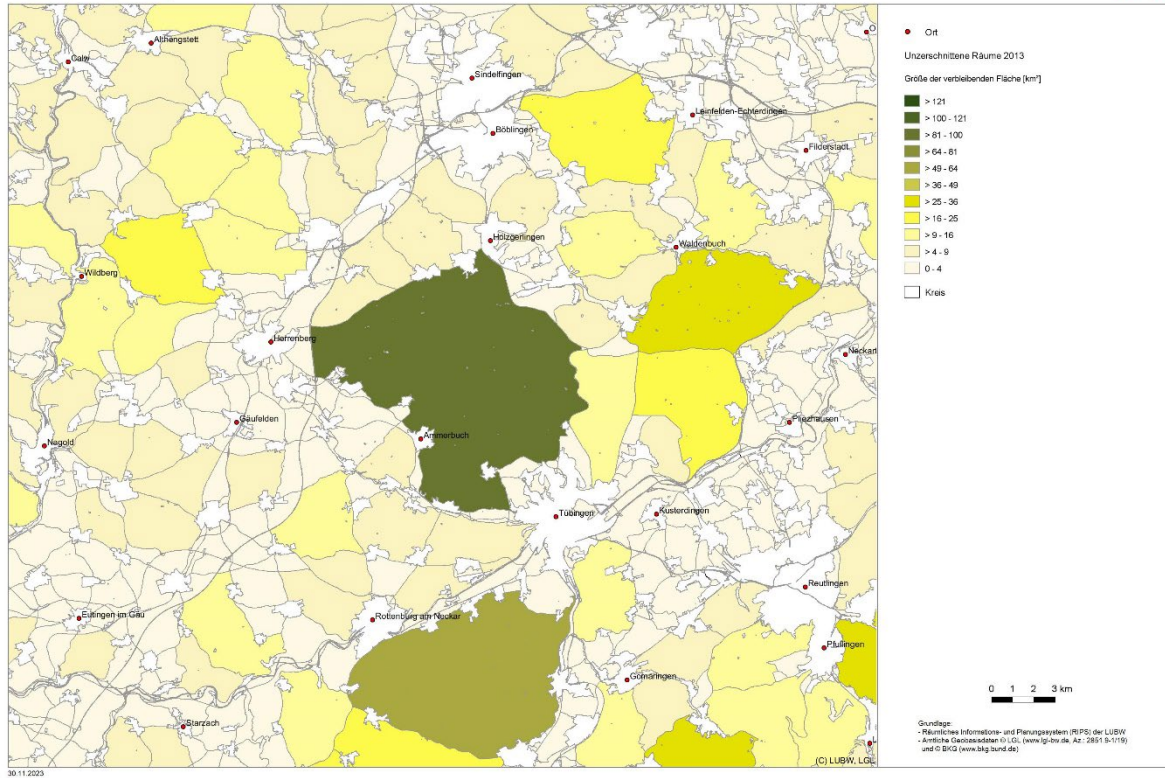 Althengstett
Calw
Sindelfingen
Leinfelden-Echterdingen
Böblingen
Filderstadt
Holzgerlingen
Waldenbuch
Wildberg
Herrenberg
Neckart
Gäufelden
Pliezhausen
Ammerbuch
Nagold
Tübingen
Kusterdingen
Reutlingen
Eutingen im Gäu
Rottenburg am Neckar
Pfullingen
Gomaringen
Starzach
(C) LUBW, LGL
30.11.2023
O
Ort
Unzerschnittene Räume 2013
Größe der verbleibenden Fläche [km²]
> 121
> 100 - 121
> 81 - 100
> 64 - 81
> 49 - 64
> 36 - 49
> 25 - 36
> 16 - 25
> 9 - 16
> 4 - 9
0 - 4
Kreis
0 1 2 3 km
Grundlage:
- Räumliches Informations- und Planungssystem (RIPS) der LUBW
- Amtliche Geobasisdaten © LGL (www.lgl-bw.de, Az.: 2851.9-1/19)
und © BKG (www.bkg.bund.de)